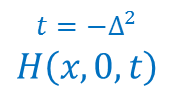 t = −Δ²
H(x, 0, t)